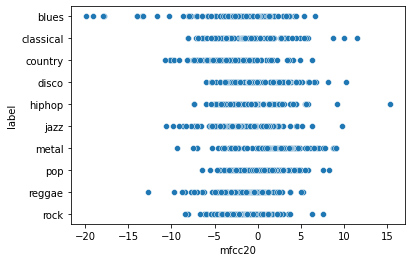 blues
classical
country
disco
hiphop
jazz
metal
pop
reggae
rock
label
−20 −15 −10 −5 0 5 10 15
mfcc20